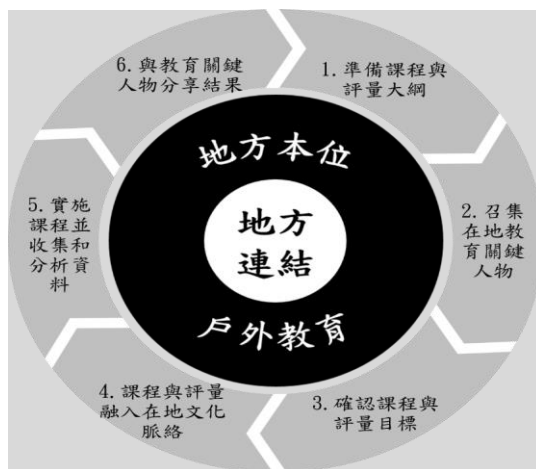 1. 準備課程與
評量大綱
2. 召集
在地教
育關鍵
人物
3. 確認課程與
評量目標
4. 課程與評量
融入在地文化
脈絡
5. 實施
課程並
收集和
分析資
料
6. 與教育關鍵
人物分享結果
地方本位
地方
連結
戶外教育